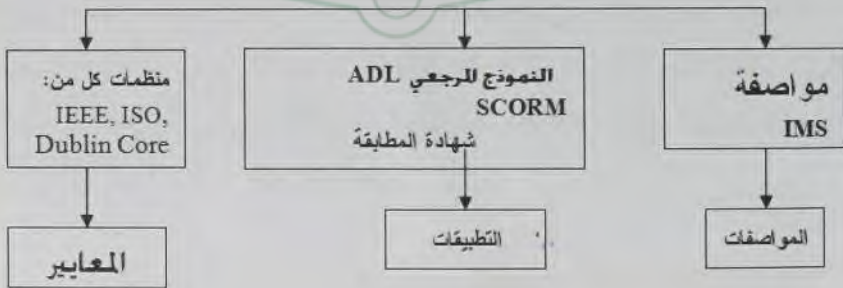 مواصفة
IMS
النموذج المرجعي ADL
SCORM
شهادة المطابقة
منظمات كل من:
IEEE, ISO,
Dublin Core
المواصفات
التطبيقات
المعايير